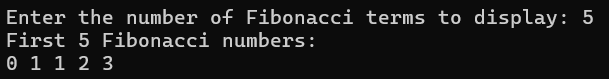 Enter the number of Fibonacci terms to display: 5
First 5 Fibonacci numbers:
0 1 1 2 3